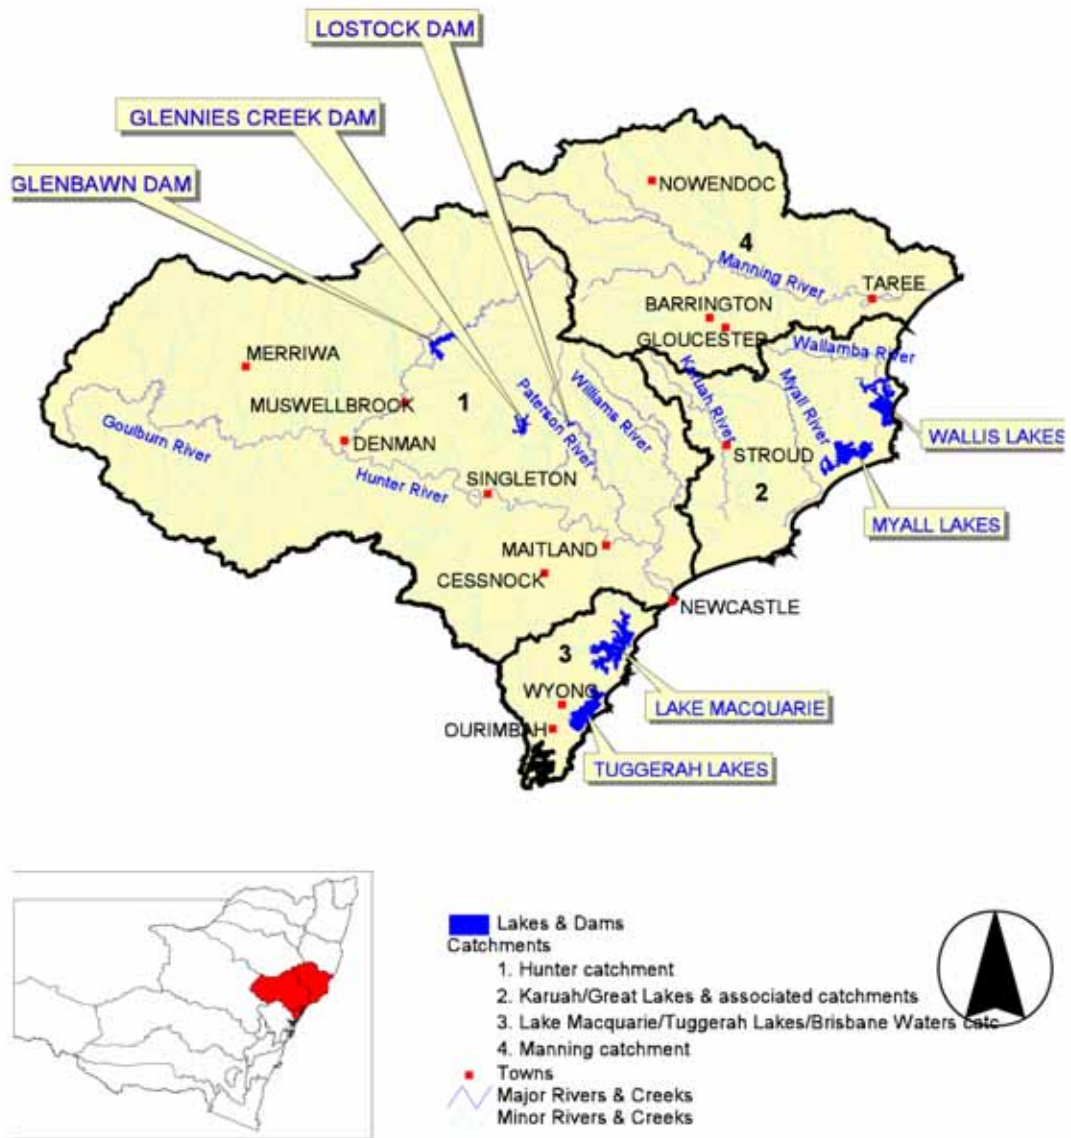 LOSTOCK DAM
GLENNIES CREEK DAM
GLENBAWN DAM
NOWENDOC
4
Manning River
TAREE
BARRINGTON
GLOUCESTER
Wallamba River
MERRIWA
MUSWELLBROOK
1
Paterson River
Williams River
Karuah River
Myall River
Goulburn River
DENMAN
STROUD
WALLIS LAKES
Hunter River
SINGLETON
2
MYALL LAKES
MAITLAND
CESSNOCK
NEWCASTLE
3
WYONG
LAKE MACQUARIE
OURIMBAH
TUGGERAH LAKES
Lakes & Dams
Catchments
1. Hunter catchment
2. Karuah/Great Lakes & associated catchments
3. Lake Macquarie/Tuggerah Lakes/Brisbane Waters catc
4. Manning catchment
Towns
Major Rivers & Creeks
Minor Rivers & Creeks